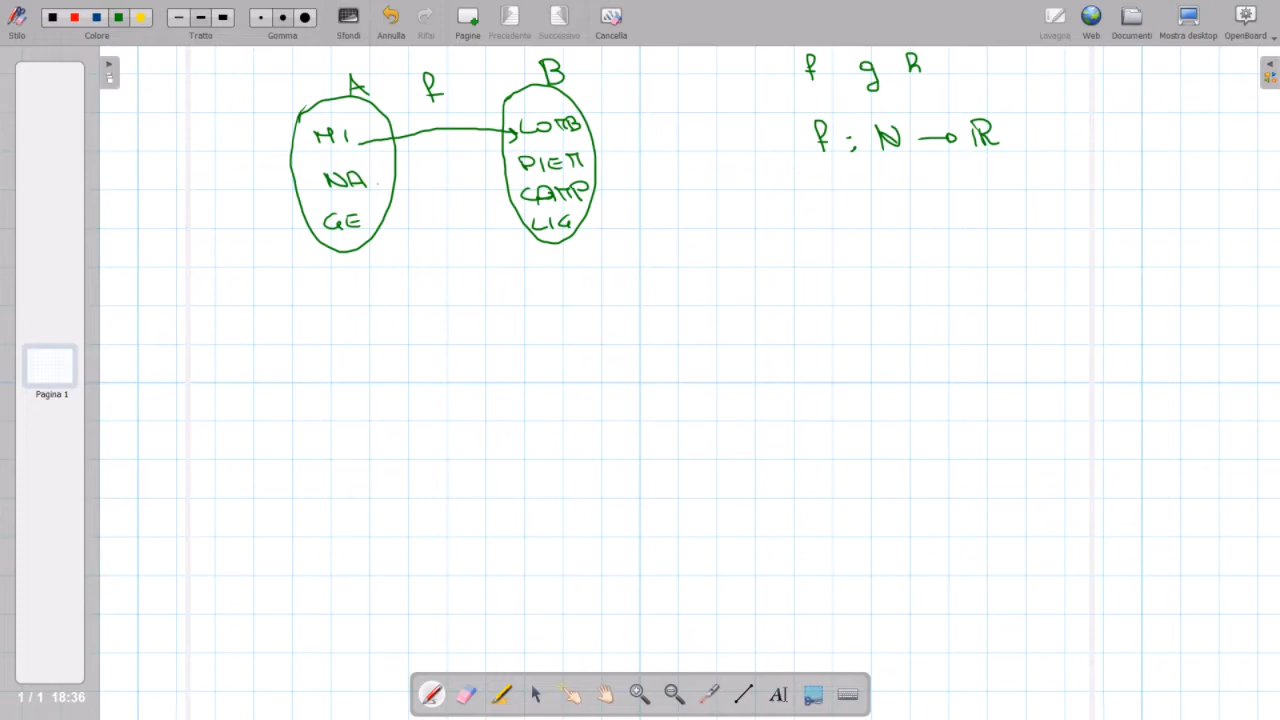 Stilo Colore Tratto Gomma Sfondi Annulla Rifai Pagine Precedente Successivo Cancella Lavagna Web Documenti Mostra desktop OpenBoard
A f B
MI LOMB
NA PIEM
GE CAMP
LIG
f g h
f : N → R
Pagina 1
1 / 1 18:36
AI